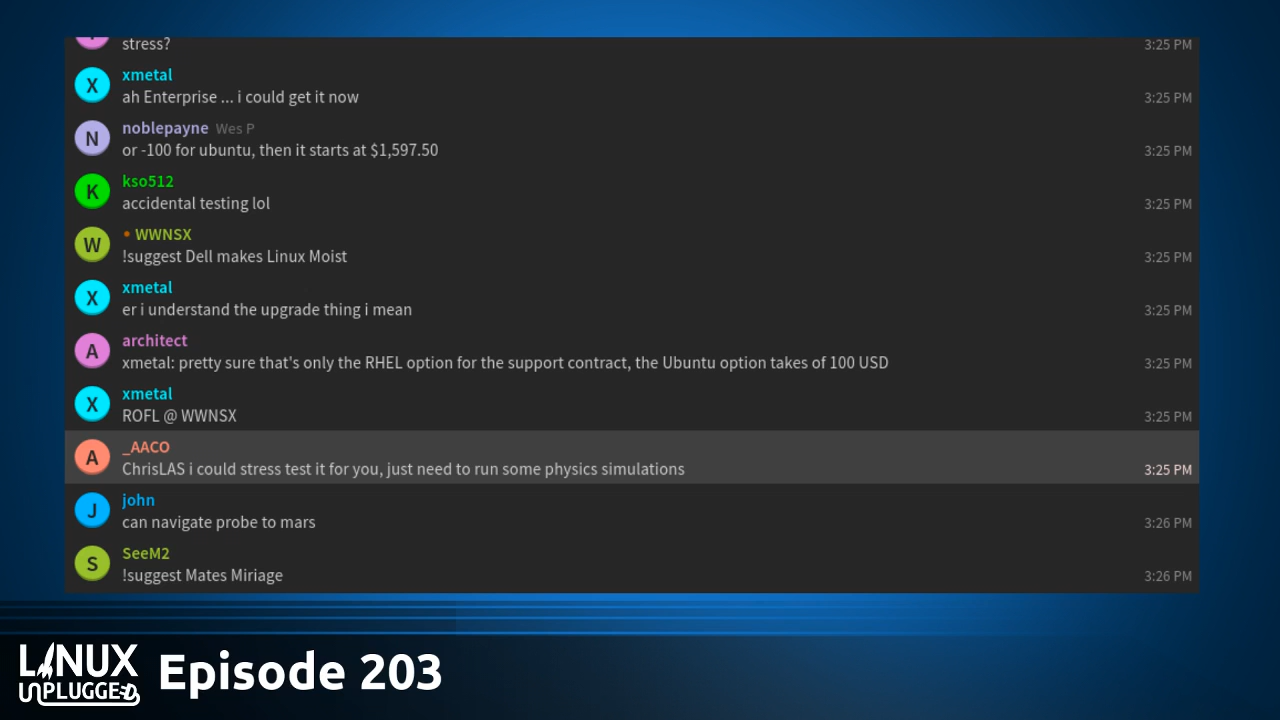 stress?
3:25 PM
X
xmetal
ah Enterprise ... i could get it now
3:25 PM
N
noblepayne Wes P
or -100 for ubuntu, then it starts at $1,597.50
3:25 PM
K
kso512
accidental testing lol
3:25 PM
W
• WWNSX
!suggest Dell makes Linux Moist
3:25 PM
X
xmetal
er i understand the upgrade thing i mean
3:25 PM
A
architect
xmetal: pretty sure that's only the RHEL option for the support contract, the Ubuntu option takes of 100 USD
3:25 PM
X
xmetal
ROFL @ WWNSX
3:25 PM
A
_AACO
ChrisLAS i could stress test it for you, just need to run some physics simulations
3:25 PM
J
john
can navigate probe to mars
3:26 PM
S
SeeM2
!suggest Mates Miriage
3:26 PM
LINUX
UNPLUGGED
Episode 203